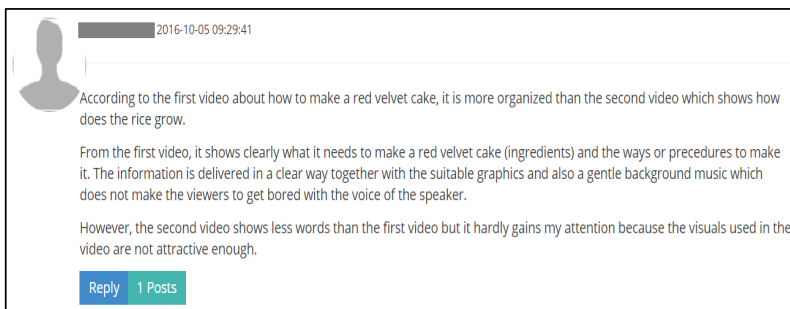 2016-10-05 09:29:41
According to the first video about how to make a red velvet cake, it is more organized than the second video which shows how
does the rice grow.
From the first video, it shows clearly what it needs to make a red velvet cake (ingredients) and the ways or precedures to make
it. The information is delivered in a clear way together with the suitable graphics and also a gentle background music which
does not make the viewers to get bored with the voice of the speaker.
However, the second video shows less words than the first video but it hardly gains my attention because the visuals used in the
video are not attractive enough.
Reply 1 Posts